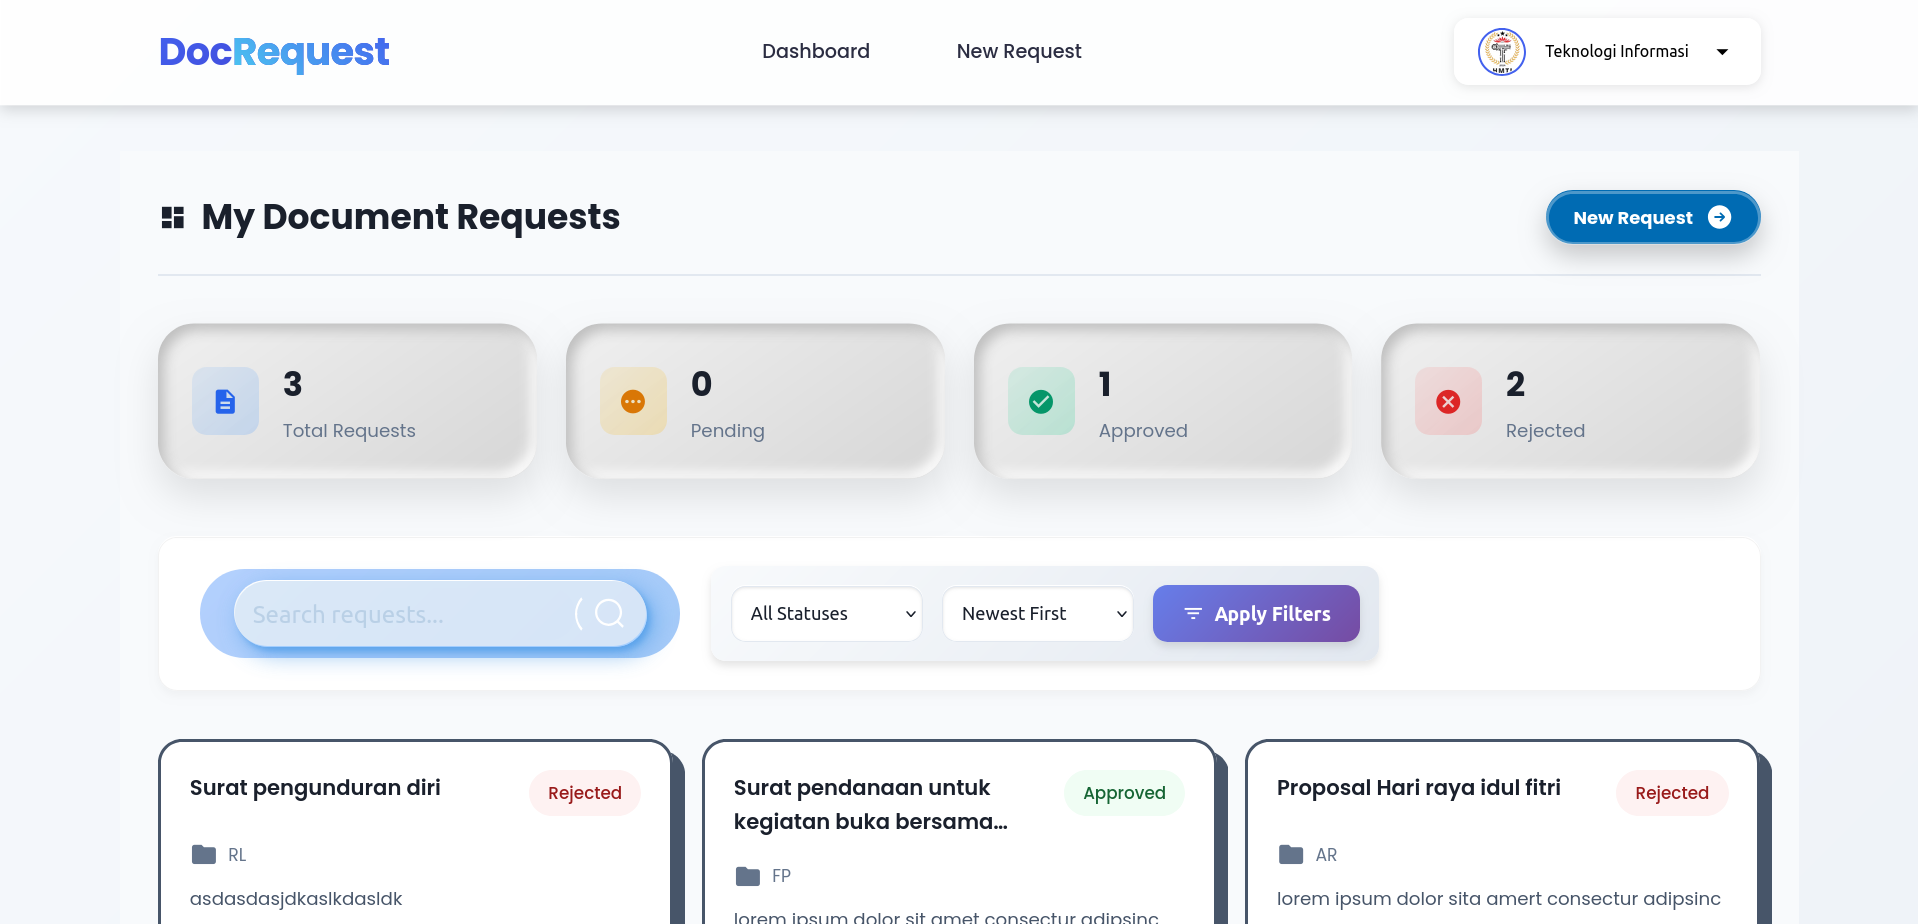 DocRequest
Dashboard
New Request
Teknologi Informasi
My Document Requests
New Request
3
Total Requests
0
Pending
1
Approved
2
Rejected
Search requests...
All Statuses
Newest First
Apply Filters
Surat pengunduran diri
Rejected
RL
asdasdasjdkaslkdasldk
Surat pendanaan untuk
kegiatan buka bersama...
Approved
FP
lorem ipsum dolor sit amet consectur adipsinc
Proposal Hari raya idul fitri
Rejected
AR
lorem ipsum dolor sita amert consectur adipsinc